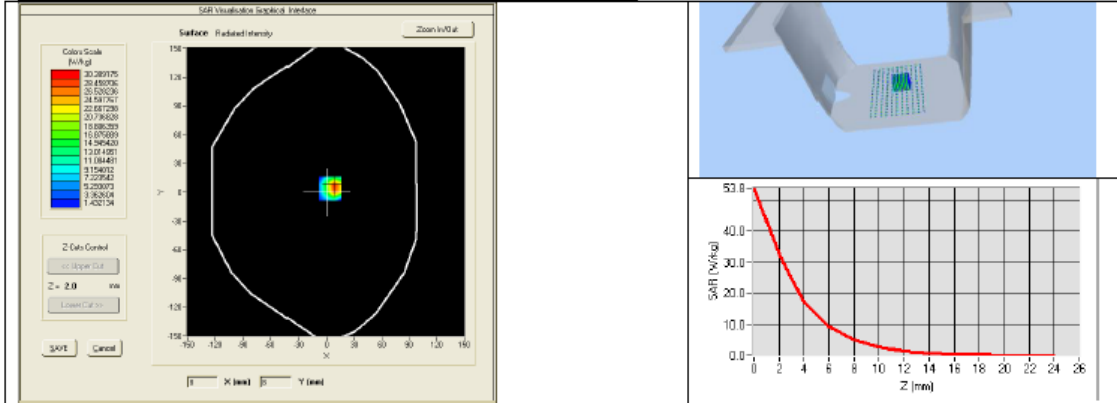 SAR Visualisation Graphical Interface
Surface Radiated Intensity
Zoom In/Out
Colors Scale
(W/kg)
30.389175
28.458706
26.528236
24.597767
22.667298
20.736828
18.806359
16.875889
14.945420
13.014951
11.084481
9.154012
7.223542
5.293073
3.362604
1.432134
Z-Cuts Control
<< Upper Cut
Z = 2.0 mm
Lower Cut >>
SAVE Cancel
150
120
90
60
30
0
-30
-60
-90
-120
-150
Y
-150 -120 -90 -60 -30 0 30 60 90 120 150
X
X (mm) Y (mm)
53.8
40.0
30.0
20.0
10.0
0.0
SAR (W/kg)
0 2 4 6 8 10 12 14 16 18 20 22 24 26
Z (mm)